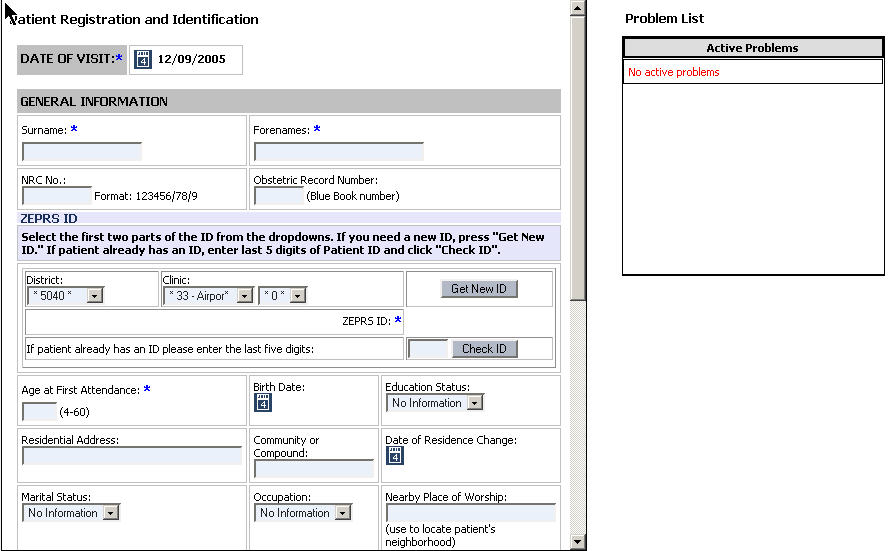 Patient Registration and Identification
Problem List
DATE OF VISIT:* 4 12/09/2005
Active Problems
No active problems
GENERAL INFORMATION
Surname: * Forenames: *
NRC No.: Obstetric Record Number:
Format: 123456/78/9 (Blue Book number)
ZEPRS ID
Select the first two parts of the ID from the dropdowns. If you need a new ID, press "Get New
ID." If patient already has an ID, enter last 5 digits of Patient ID and click "Check ID".
District: Clinic:
* 5040 * * 33 - Airpor* * 0 * Get New ID
ZEPRS ID: *
If patient already has an ID please enter the last five digits: Check ID
Age at First Attendance: * Birth Date: Education Status:
(4-60) 4 No Information
Residential Address: Community or Date of Residence Change:
Compound: 4
Marital Status: Occupation: Nearby Place of Worship:
No Information No Information
(use to locate patient's
neighborhood)